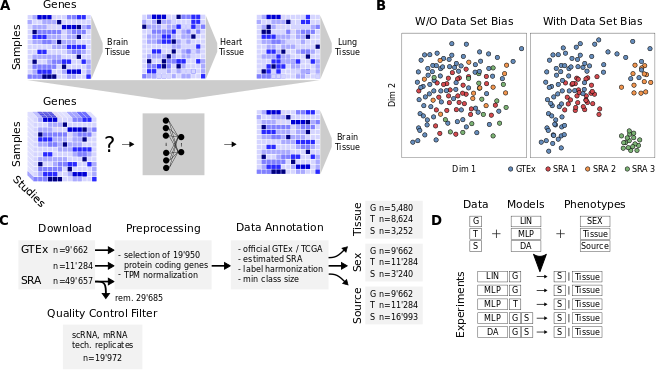 A
Genes
Samples
Brain
Tissue
Heart
Tissue
Lung
Tissue
Genes
Samples
Studies
?
Brain
Tissue
B
W/O Data Set Bias
With Data Set Bias
Dim 2
Dim 1
GTEx
SRA 1
SRA 2
SRA 3
C
Download
GTEx n=9'662
n=11'284
SRA n=49'657
rem. 29'685
Quality Control Filter
scRNA, mRNA
tech. replicates
n=19'972
Preprocessing
- selection of 19'950
protein coding genes
- TPM normalization
Data Annotation
- official GTEx / TCGA
- estimated SRA
- label harmonization
- min class size
Tissue
G n=5,480
T n=8,624
S n=3,252
Sex
G n=9'662
T n=11'284
S n=3'240
Source
G n=9'662
T n=11'284
S n=16'993
D
Data Models Phenotypes
G LIN SEX
T + MLP + Tissue
S DA Source
Experiments
LIN G S | Tissue
MLP G S | Tissue
MLP T S | Tissue
MLP G S S | Tissue
DA G S S | Tissue